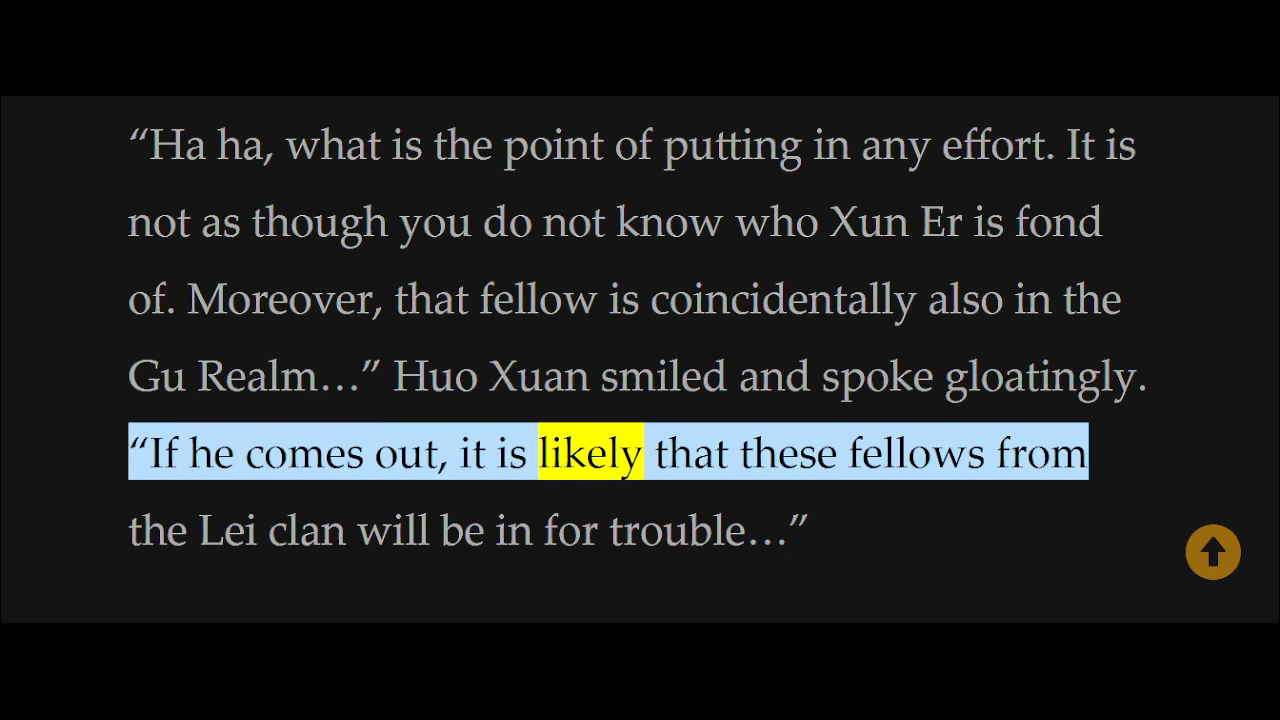 “Ha ha, what is the point of putting in any effort. It is
not as though you do not know who Xun Er is fond
of. Moreover, that fellow is coincidentally also in the
Gu Realm…” Huo Xuan smiled and spoke gloatingly.
“If he comes out, it is likely that these fellows from
the Lei clan will be in for trouble…”